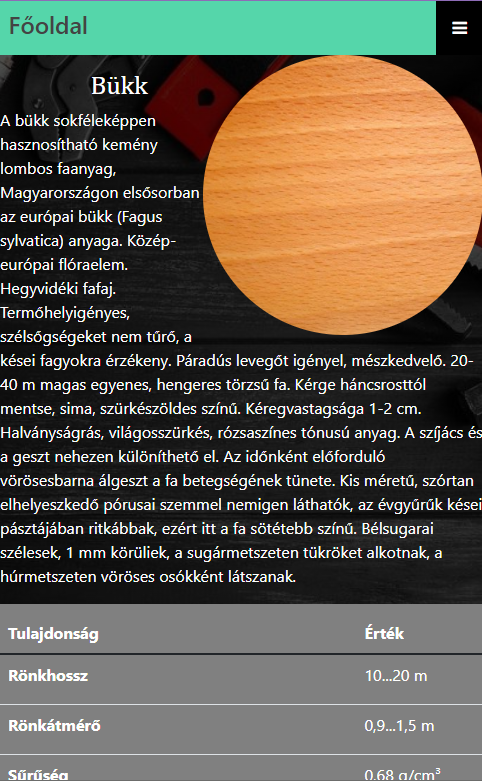 Főoldal
Bükk
A bükk sokféleképpen
hasznosítható kemény
lombos faanyag,
Magyarországon elsősorban
az európai bükk (Fagus
sylvatica) anyaga. Közép-
európai flóraelem.
Hegyvidéki fafaj.
Termőhelyigényes,
szélsőgségeket nem tűrő, a
kései fagyokra érzékeny. Páradús levegőt igényel, mészkedvelő. 20-
40 m magas egyenes, hengeres törzsű fa. Kérge háncsrosttól
mentse, sima, szürkészöldes színű. Kéregvastagsága 1-2 cm.
Halványságrás, világosszürkés, rózsaszínes tónusú anyag. A szíjács és
a geszt nehezen különíthető el. Az időnként előforduló
vörösesbarna álgeszt a fa betegségének tünete. Kis méretű, szórtan
elhelyeszkedő pórusai szemmel nemigen láthatók, az évgyűrűk kései
pásztájában ritkábbak, ezért itt a fa sötétebb színű. Bélsugarai
szélesek, 1 mm körüliek, a sugármetszeten tükröket alkotnak, a
húrmetszeten vöröses osókként látszanak.
Tulajdonság Érték
Rönkhossz 10...20 m
Rönkátmérő 0,9...1,5 m
Sűrűség 0,68 g/cm³